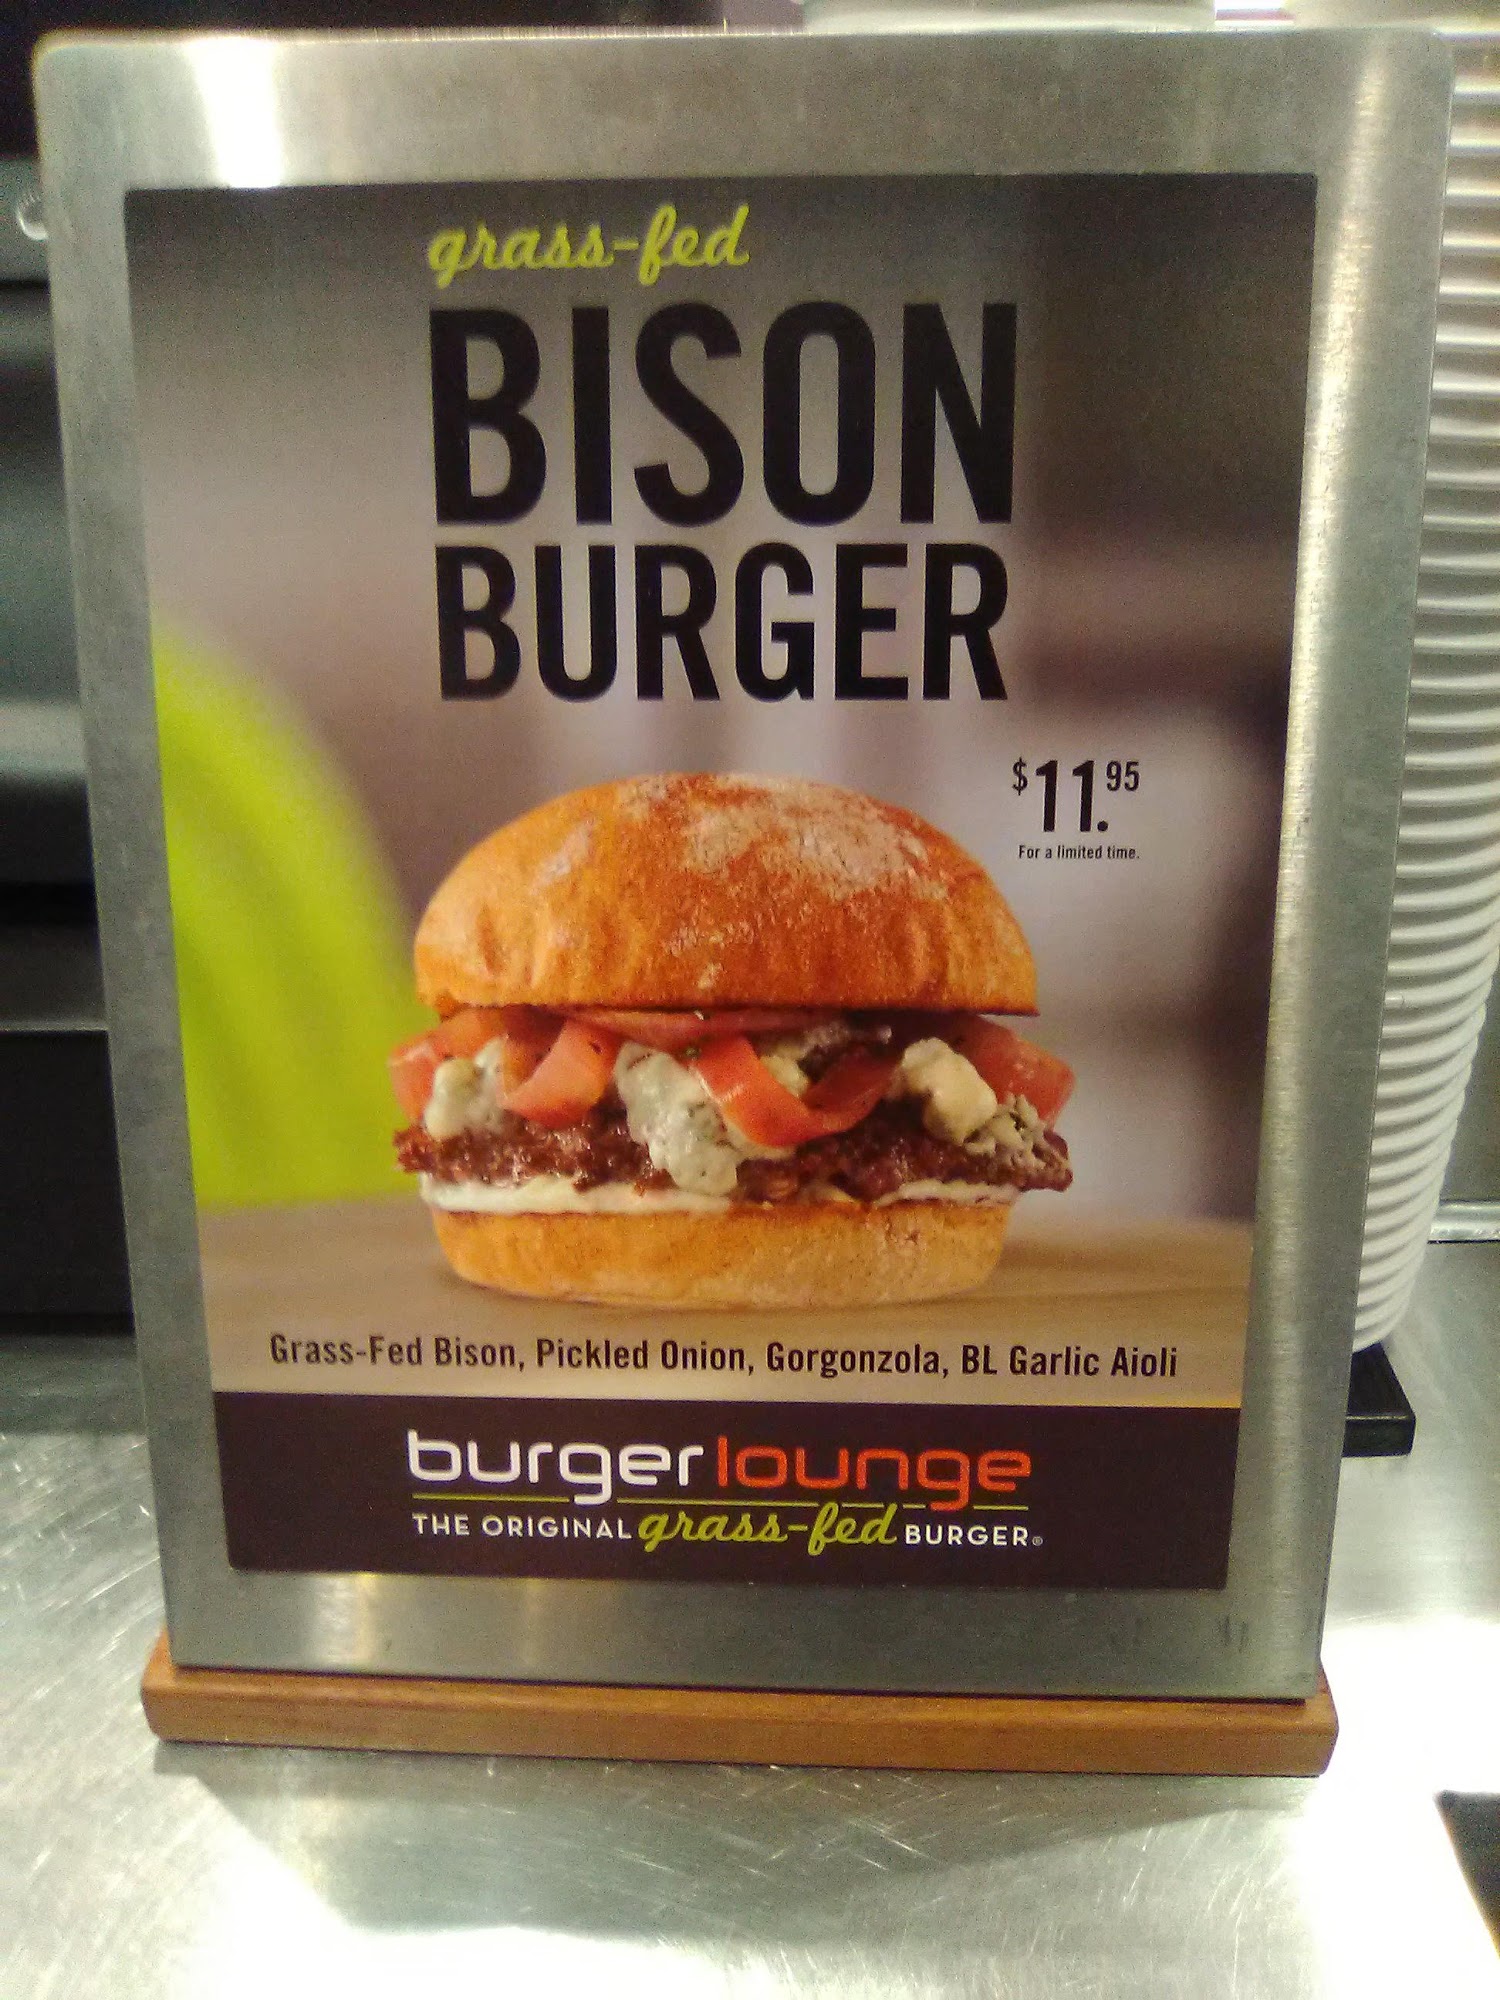 grass-fed
BISON
BURGER
$11.95
For a limited time.
Grass-Fed Bison, Pickled Onion, Gorgonzola, BL Garlic Aioli
burgerlounge
THE ORIGINAL grass-fed BURGER®